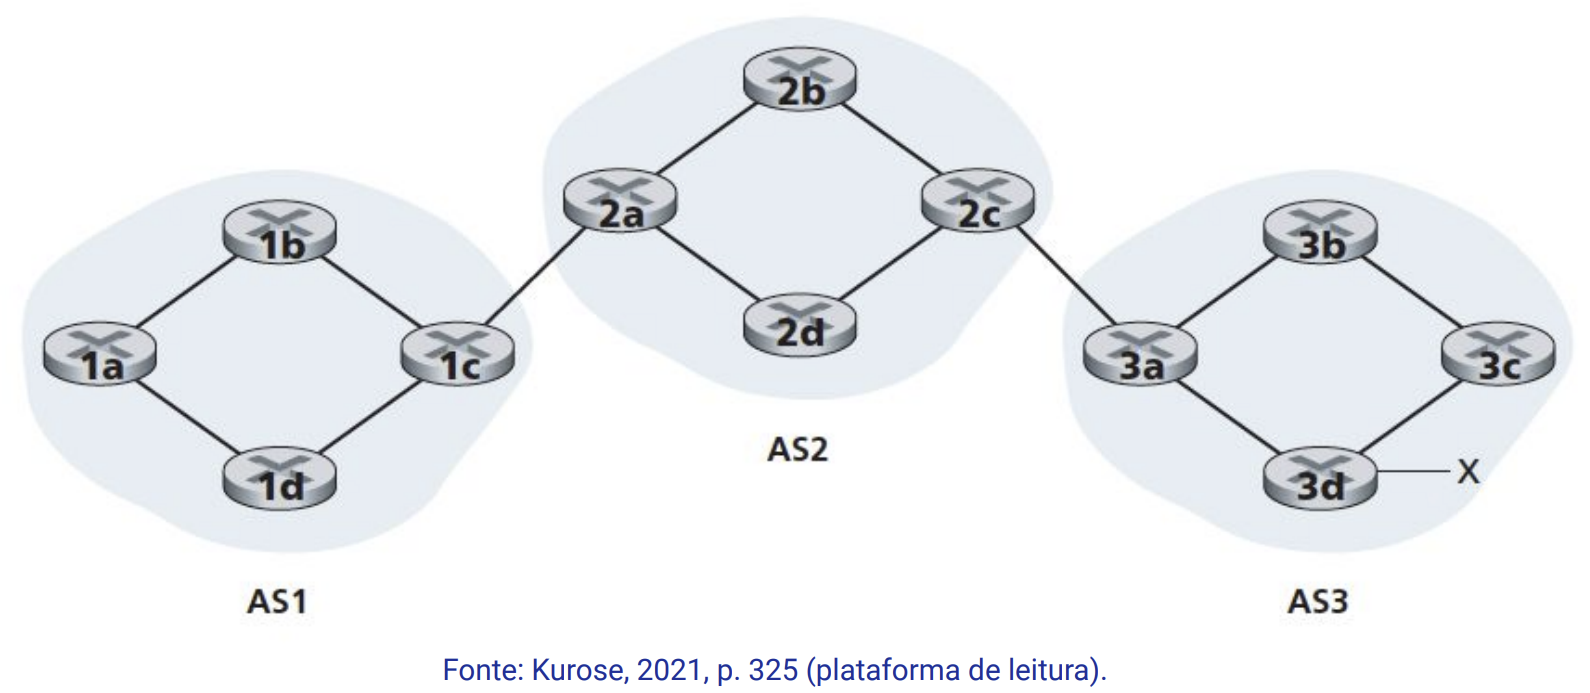 2b
2a
2c
1b
3b
2d
1a
1c
3a
3c
AS2
1d
3d
X
AS1
AS3
Fonte: Kurose, 2021, p. 325 (plataforma de leitura).